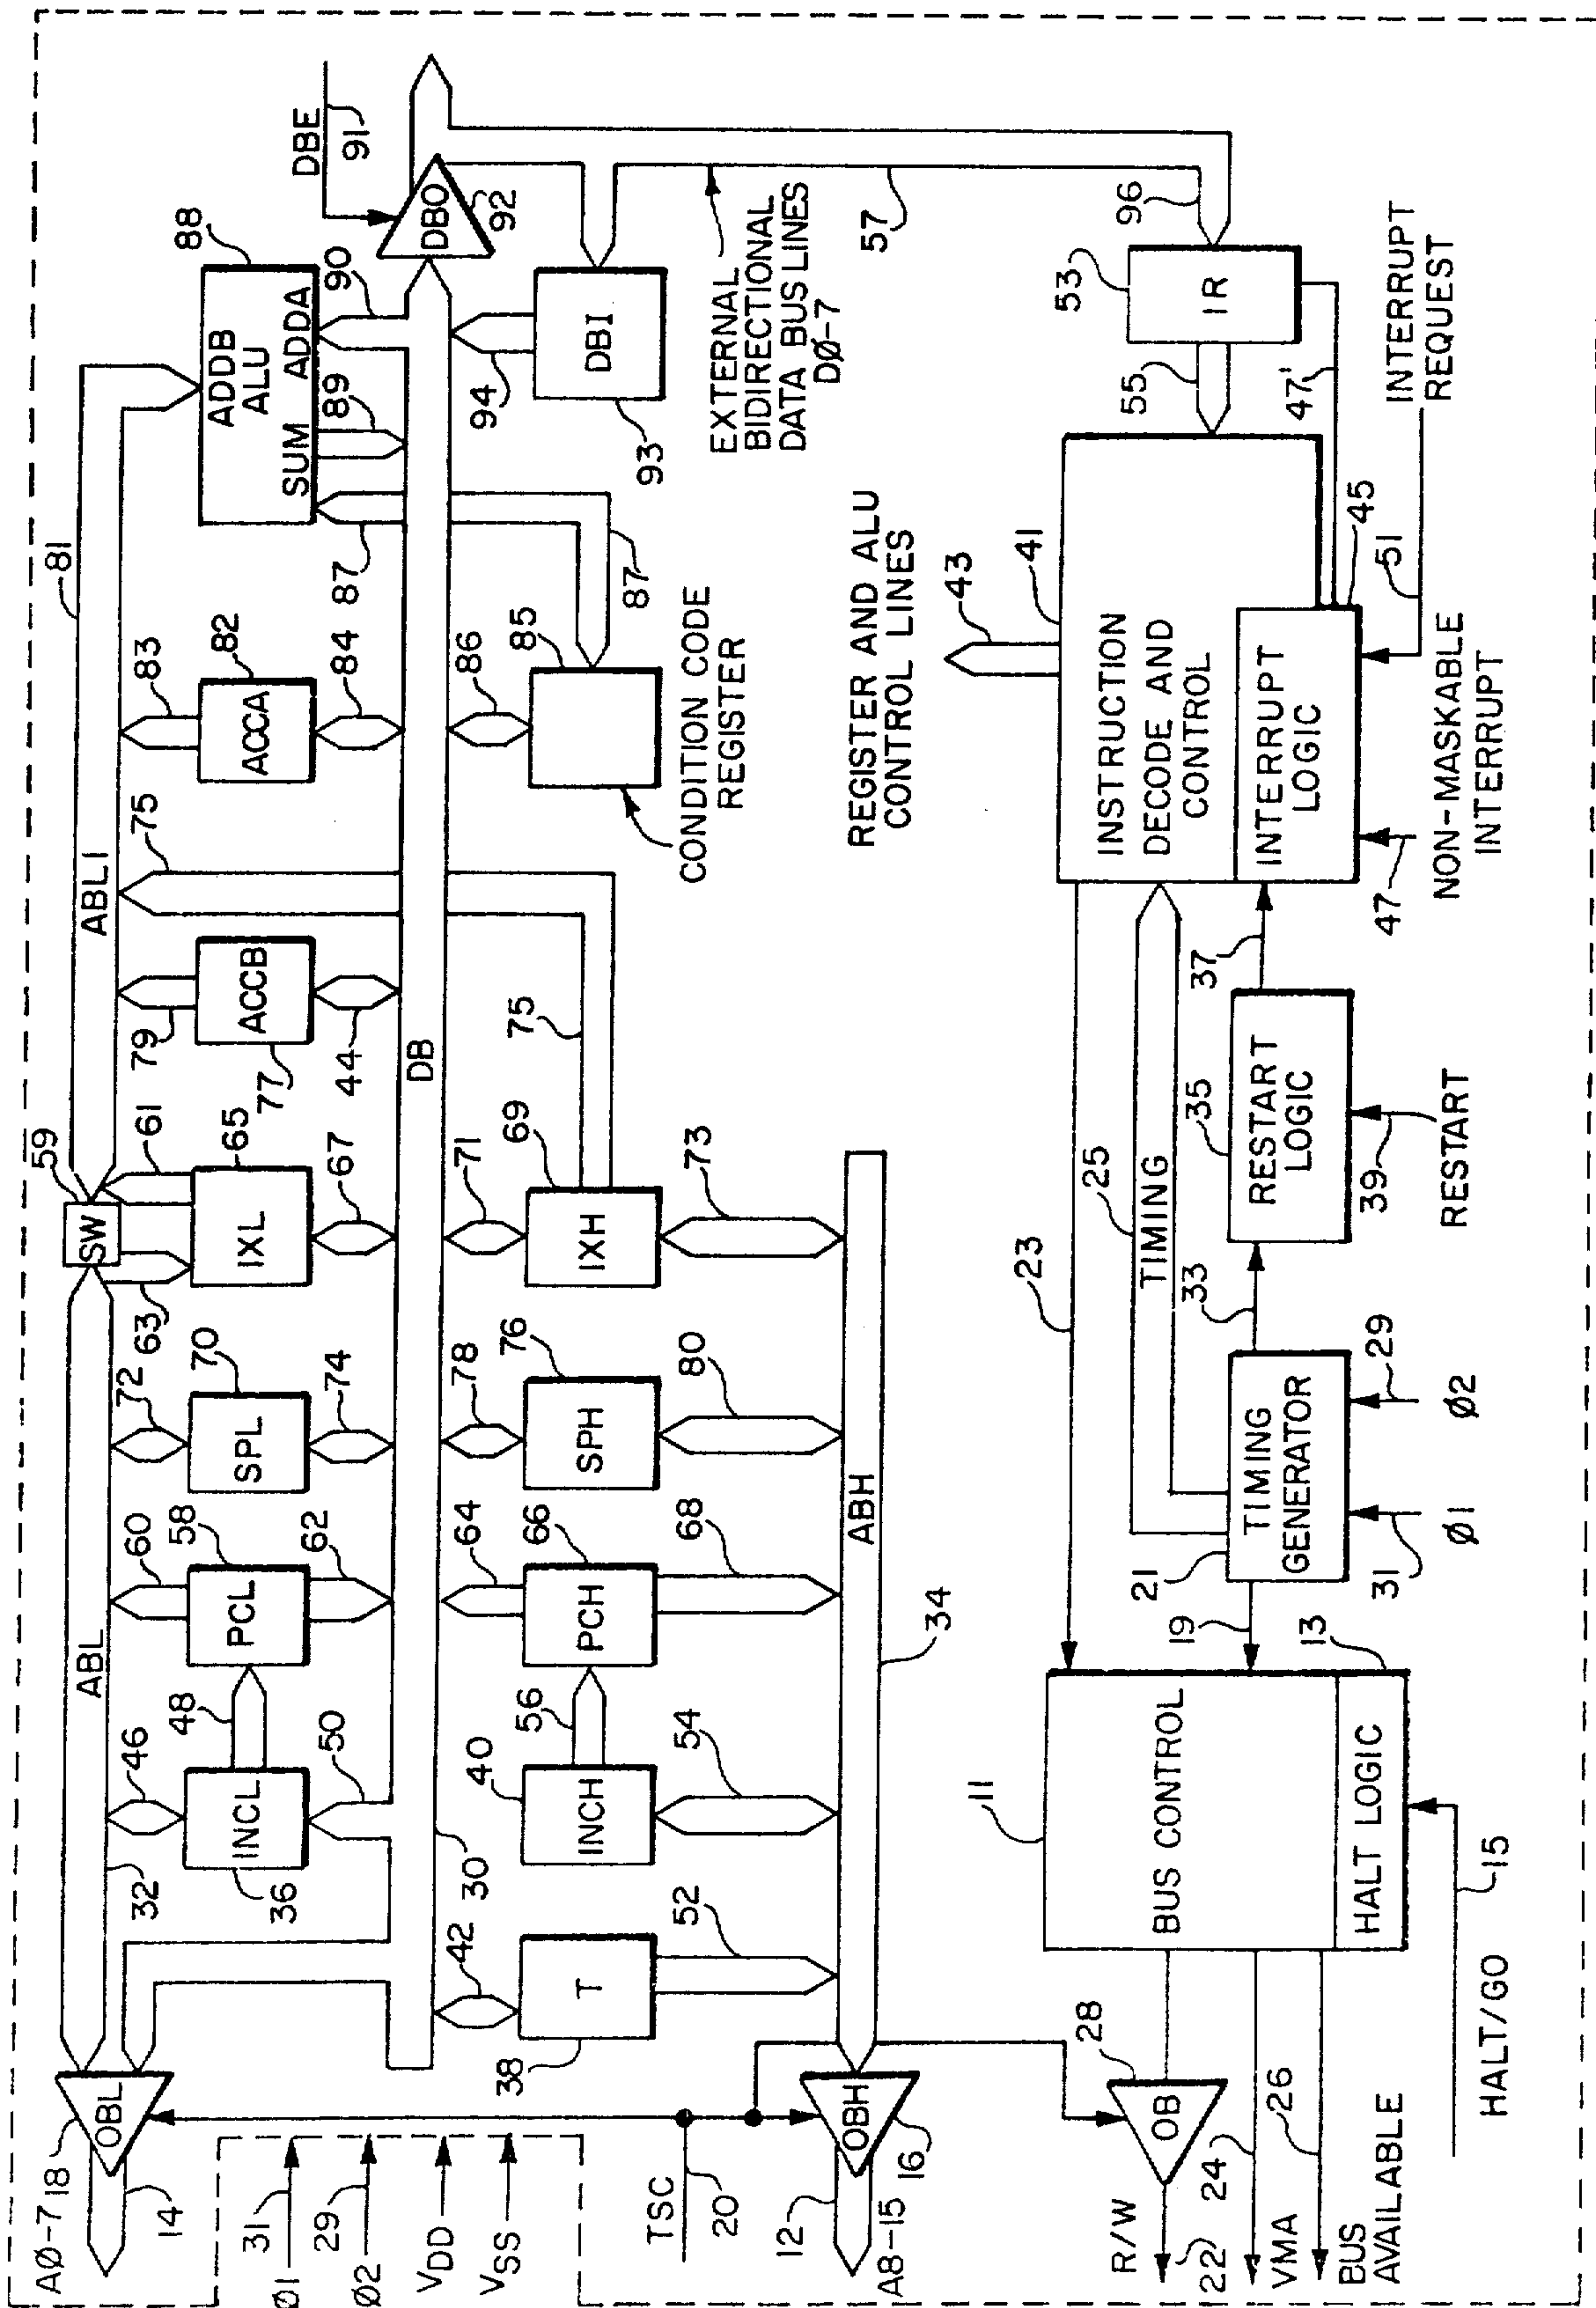 AØ-7
18
OBL
14
32
ABL
46
INCL
36
48
50
60
PCL
58
62
72
SPL
70
74
63
SW
59
61
IXL
65
67
ABLI
79
ACCB
77
44
75
83
ACCA
82
84
81
88
ADDB
ALU
SUM
ADDA
89
90
87
DBE
91
DBO
92
Ø1
31
Ø2
29
VDD
VSS
42
T
38
52
30
DB
INCH
40
56
54
64
PCH
66
68
78
SPH
76
80
71
IXH
69
73
75
86
85
87
CONDITION CODE
REGISTER
94
DBI
93
EXTERNAL
BIDIRECTIONAL
DATA BUS LINES
DØ-7
57
TSC
20
12
OBH
16
A8-15
34
ABH
REGISTER AND ALU
CONTROL LINES
43
R/W
22
OB
28
24
VMA
26
BUS
AVAILABLE
11
BUS CONTROL
HALT LOGIC
13
HALT/GO
15
19
23
25
TIMING
21
TIMING
GENERATOR
31
Ø1
29
Ø2
33
35
RESTART
LOGIC
39
RESTART
37
41
INSTRUCTION
DECODE AND
CONTROL
INTERRUPT
LOGIC
45
47
NON-MASKABLE
INTERRUPT
51
INTERRUPT
REQUEST
47'
55
53
IR
96